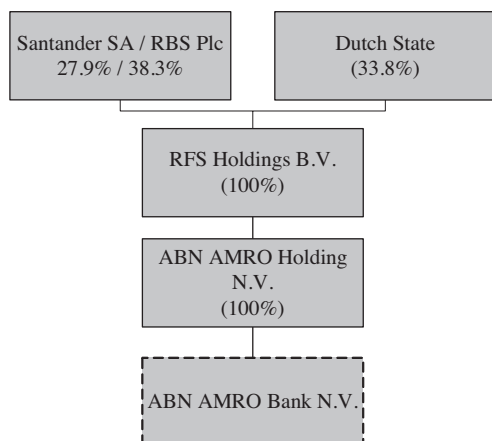 Santander SA / RBS Plc
27.9% / 38.3%
Dutch State
(33.8%)
RFS Holdings B.V.
(100%)
ABN AMRO Holding
N.V.
(100%)
ABN AMRO Bank N.V.